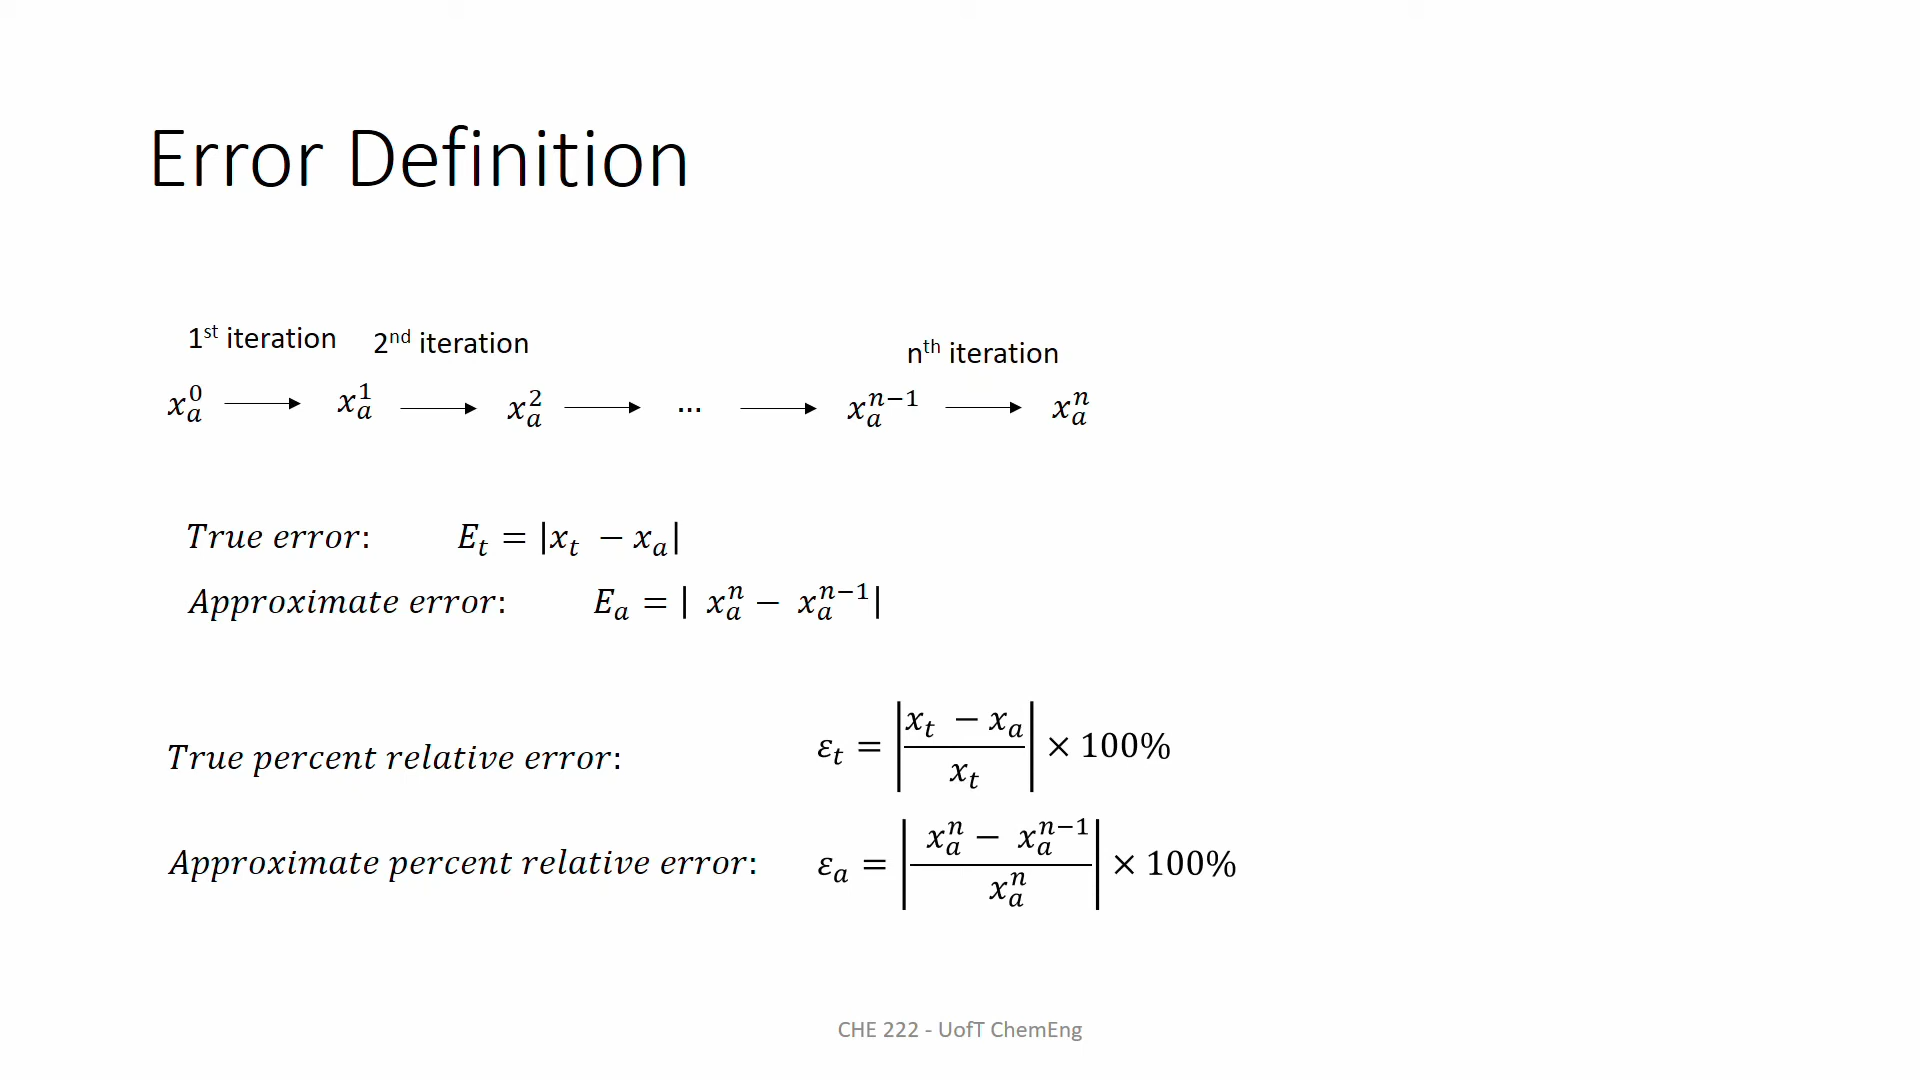 Error Definition
1st iteration 2nd iteration nth iteration
x_a^0 → x_a^1 → x_a^2 → ... → x_a^{n−1} → x_a^n
True error: E_t = |x_t − x_a|
Approximate error: E_a = | x_a^n − x_a^{n−1}|
True percent relative error: ε_t = |(x_t − x_a)/x_t| × 100%
Approximate percent relative error: ε_a = |(x_a^n − x_a^{n−1})/x_a^n| × 100%
CHE 222 - UofT ChemEng